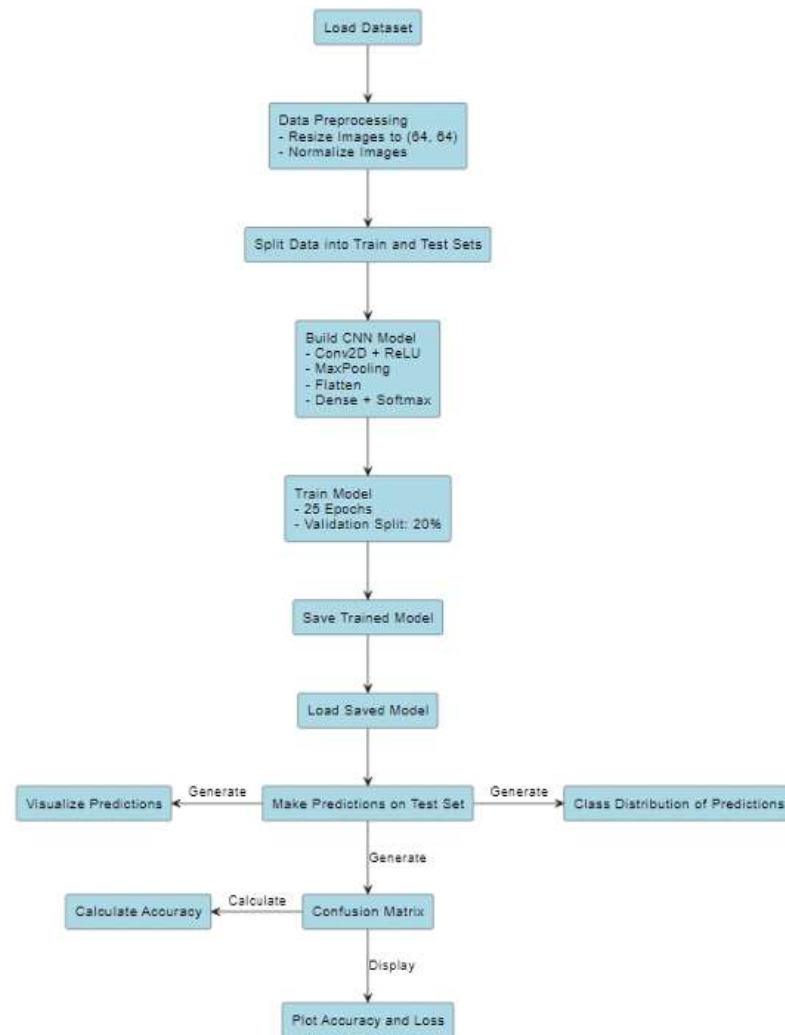 Load Dataset
Data Preprocessing
- Resize Images to (64, 64)
- Normalize Images
Split Data into Train and Test Sets
Build CNN Model
- Conv2D + ReLU
- MaxPooling
- Flatten
- Dense + Softmax
Train Model
- 25 Epochs
- Validation Split: 20%
Save Trained Model
Load Saved Model
Visualize Predictions
Generate
Make Predictions on Test Set
Generate
Class Distribution of Predictions
Generate
Calculate Accuracy
Calculate
Confusion Matrix
Display
Plot Accuracy and Loss